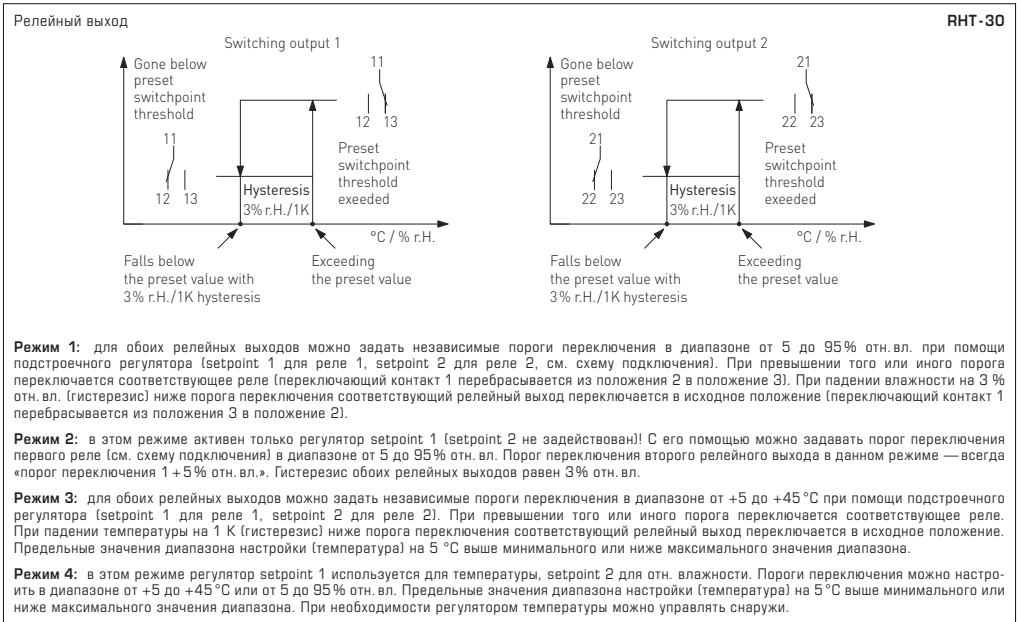 Релейный выход
RHT-30
Switching output 1
Gone below
preset
switchpoint
threshold
11
12 13
11
12 13
Preset
switchpoint
threshold
exeeded
Hysteresis
3% r.H./1K
°C / % r.H.
Falls below
the preset value with
3% r.H./1K hysteresis
Exceeding
the preset value
Switching output 2
Gone below
preset
switchpoint
threshold
21
22 23
21
22 23
Preset
switchpoint
threshold
exeeded
Hysteresis
3% r.H./1K
°C / % r.H.
Falls below
the preset value with
3% r.H./1K hysteresis
Exceeding
the preset value
Режим 1: для обоих релейных выходов можно задать независимые пороги переключения в диапазоне от 5 до 95% отн. вл. при помощи
подстроечного регулятора (setpoint 1 для реле 1, setpoint 2 для реле 2, см. схему подключения). При превышении того или иного порога
переключается соответствующее реле (переключающий контакт 1 перебрасывается из положения 2 в положение 3). При падении влажности на 3 %
отн. вл. (гистерезис) ниже порога переключения соответствующий релейный выход переключается в исходное положение (переключающий контакт 1
перебрасывается из положения 3 в положение 2).
Режим 2: в этом режиме активен только регулятор setpoint 1 (setpoint 2 не задействован)! С его помощью можно задавать порог переключения
первого реле (см. схему подключения) в диапазоне от 5 до 95% отн. вл. Порог переключения второго релейного выхода в данном режиме — всегда
«порог переключения 1 + 5% отн. вл.». Гистерезис обоих релейных выходов равен 3% отн. вл.
Режим 3: для обоих релейных выходов можно задать независимые пороги переключения в диапазоне от +5 до +45 °C при помощи подстроечного
регулятора (setpoint 1 для реле 1, setpoint 2 для реле 2). При превышении того или иного порога переключается соответствующее реле.
При падении температуры на 1 К (гистерезис) ниже порога переключения соответствующий релейный выход переключается в исходное положение.
Предельные значения диапазона настройки (температура) на 5 °C выше минимального или ниже максимального значения диапазона.
Режим 4: в этом режиме регулятор setpoint 1 используется для температуры, setpoint 2 для отн. влажности. Пороги переключения можно настро-
ить в диапазоне от +5 до +45 °C или от 5 до 95% отн. вл. Предельные значения диапазона настройки (температура) на 5 °C выше минимального или
ниже максимального значения диапазона. При необходимости регулятором температуры можно управлять снаружи.